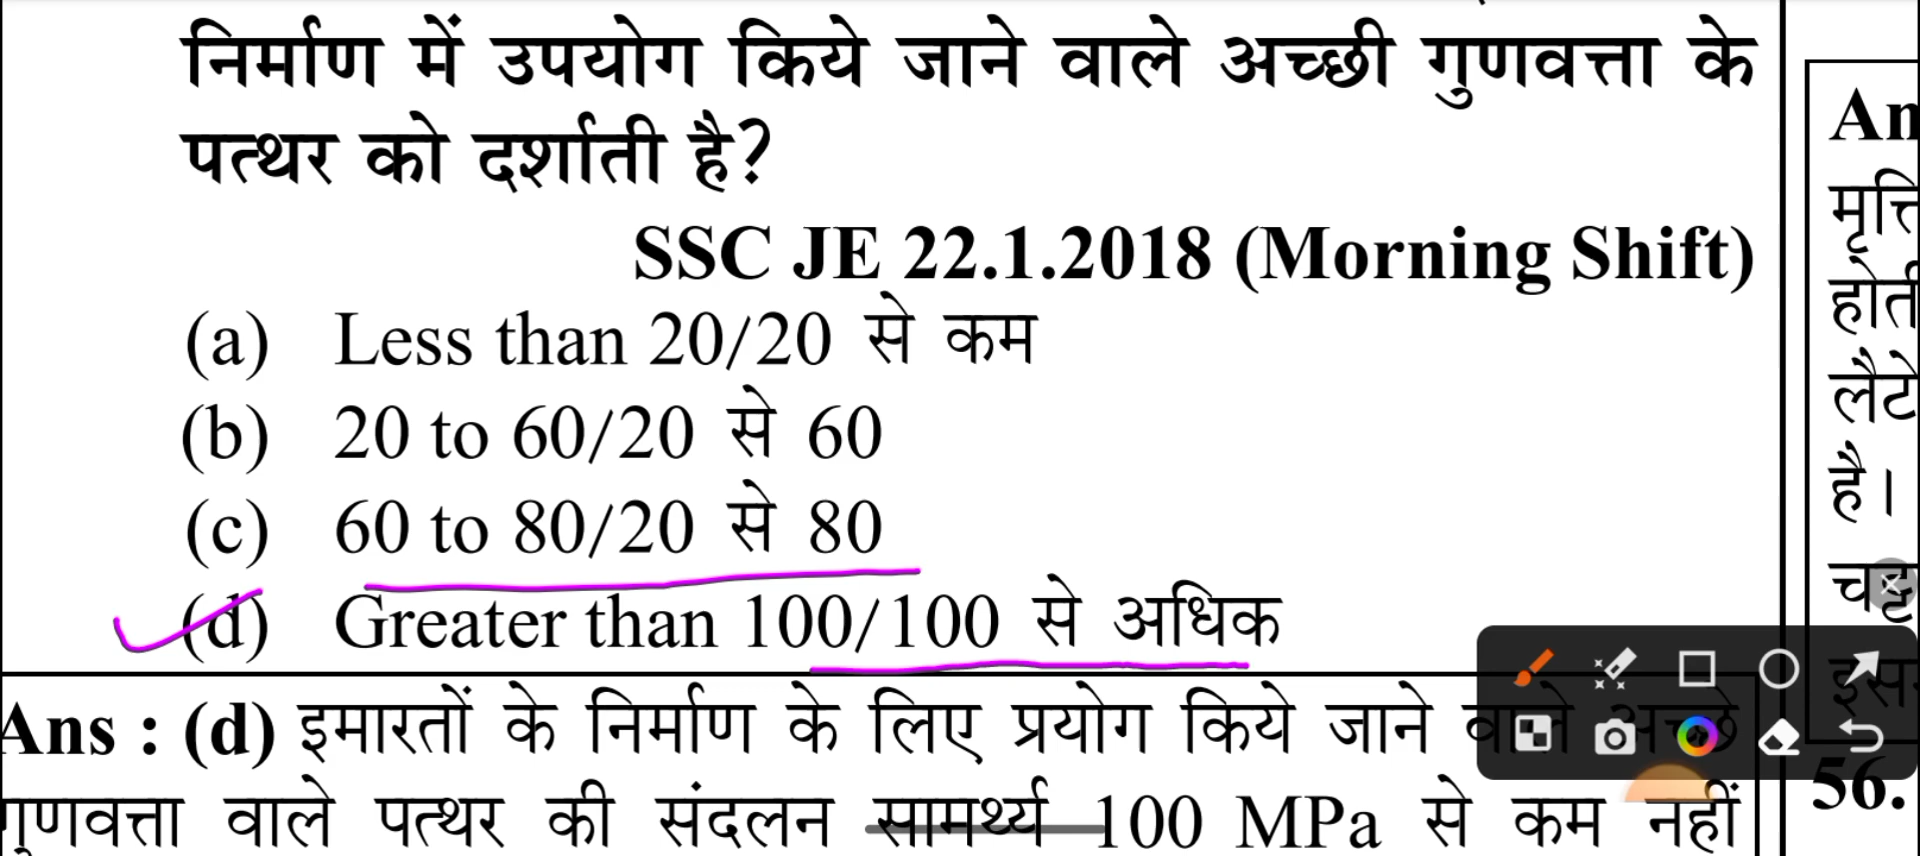 निर्माण में उपयोग किये जाने वाले अच्छी गुणवत्ता के
पत्थर को दर्शाती है?
SSC JE 22.1.2018 (Morning Shift)
(a) Less than 20/20 से कम
(b) 20 to 60/20 से 60
(c) 60 to 80/20 से 80
(d) Greater than 100/100 से अधिक
Ans : (d) इमारतों के निर्माण के लिए प्रयोग किये जाने वाले अच्छे
गुणवत्ता वाले पत्थर की संदलन सामर्थ्य 100 MPa से कम नहीं
An
होती
है।
56.